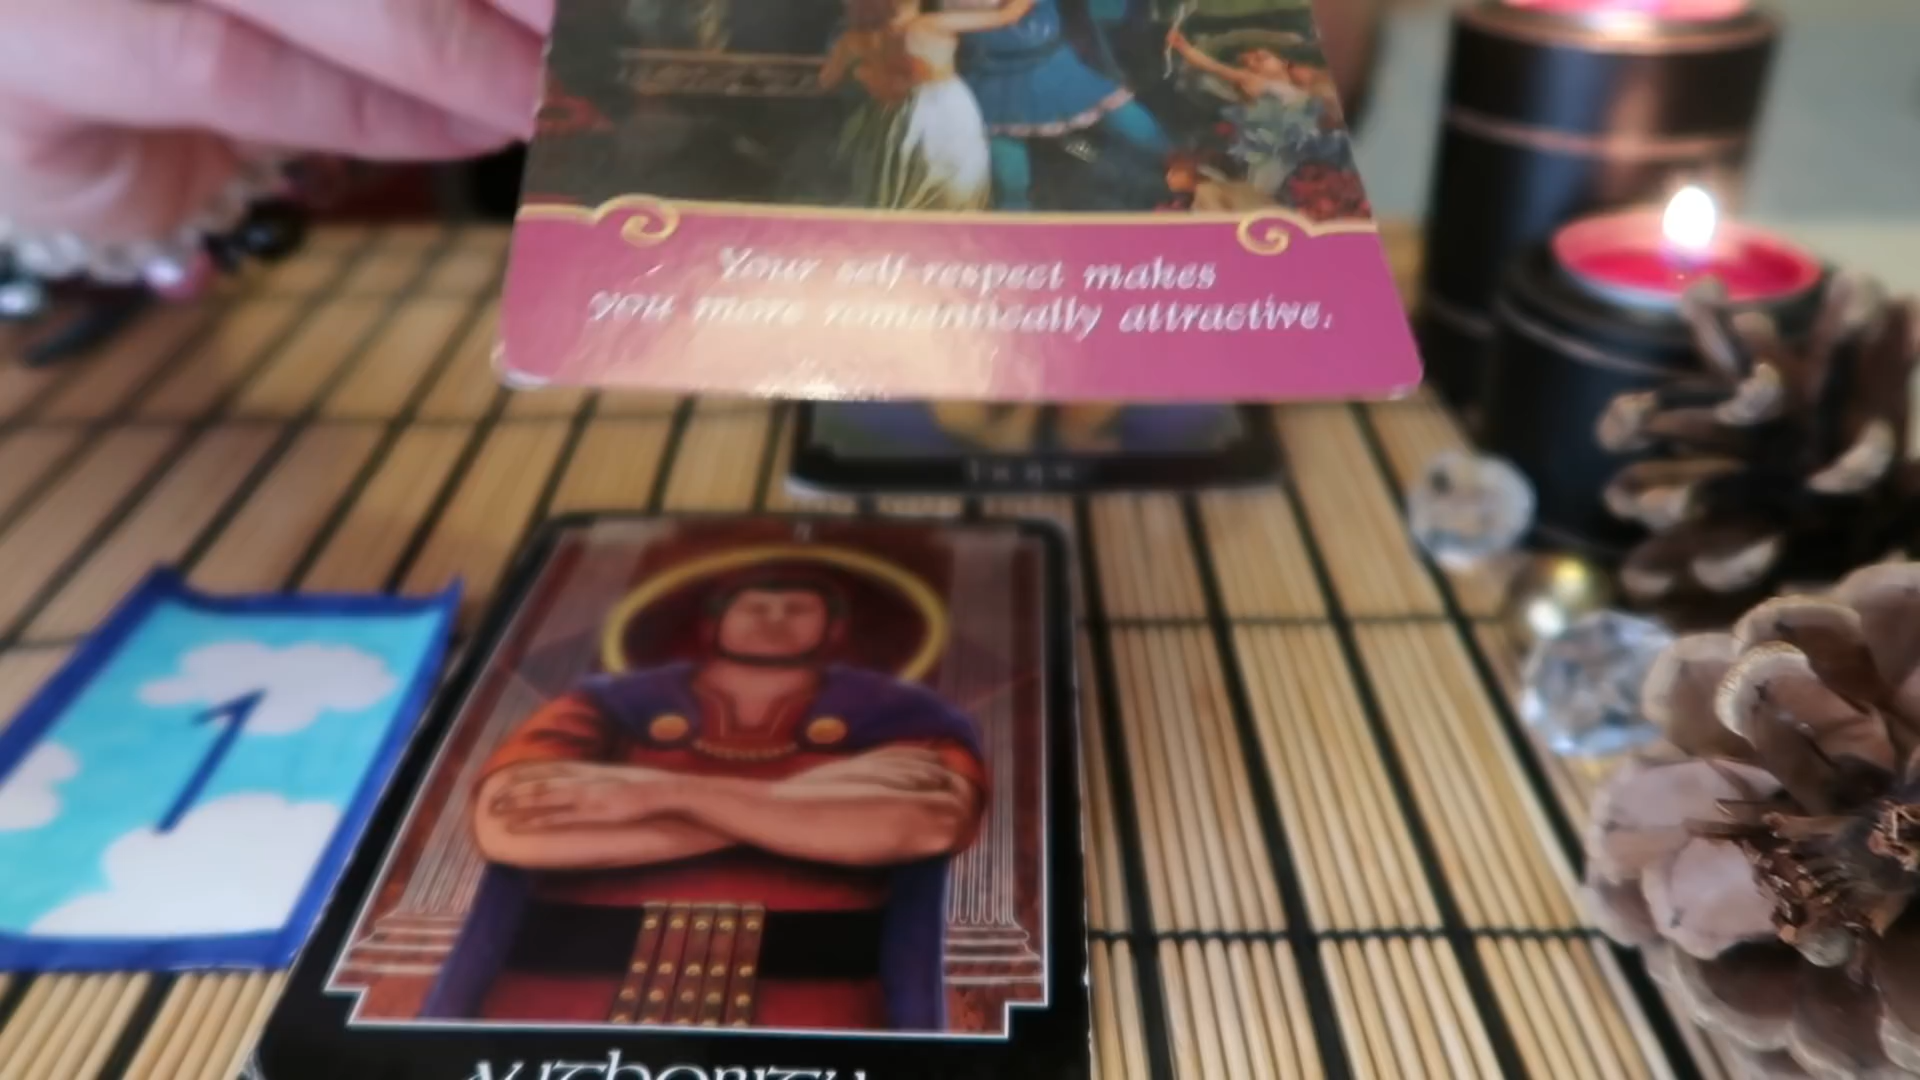 Your self-respect makes
you more romantically attractive.
1
AUTHORITY